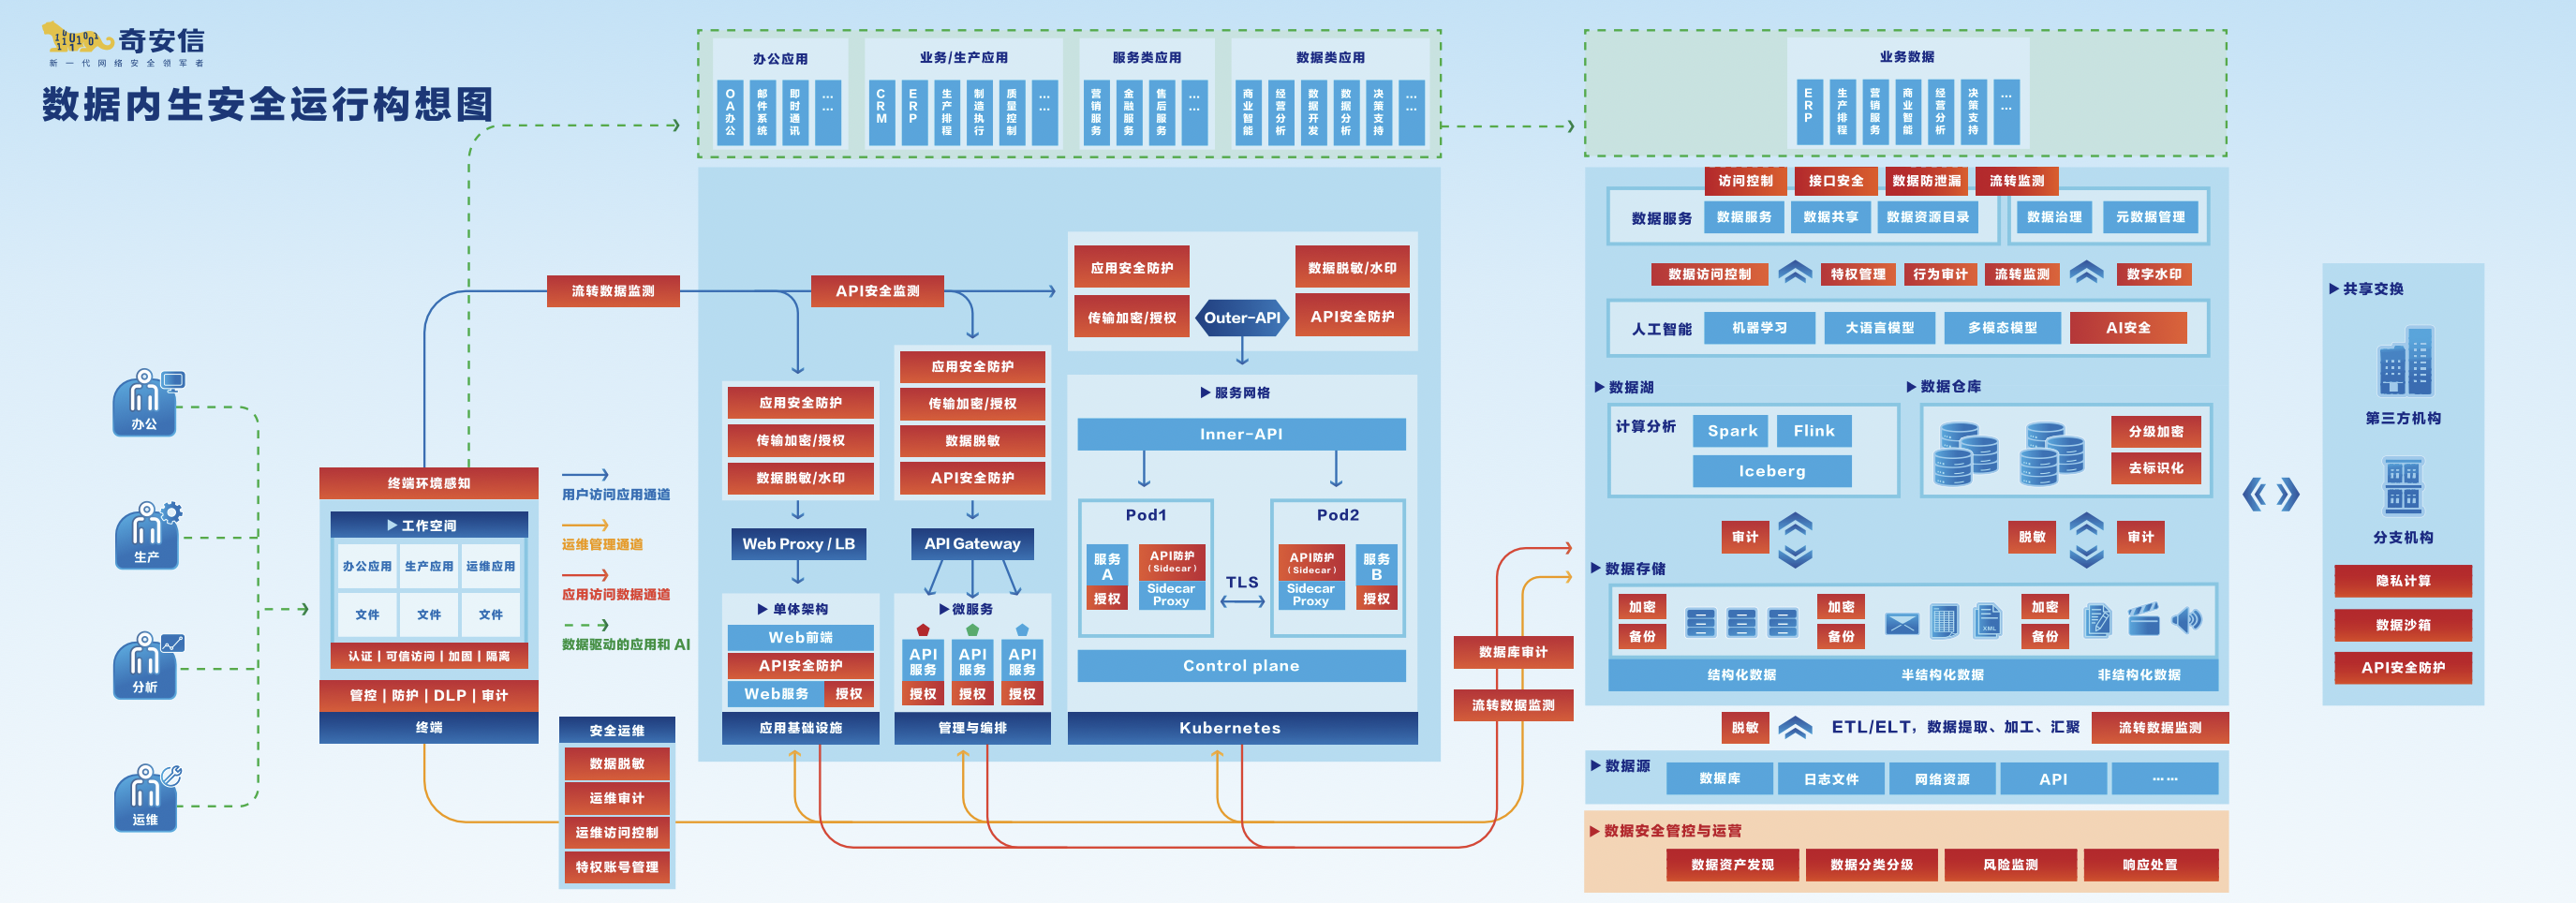 奇安信
新一代网络安全领军者
数据内生安全运行构想图
办公
生产
分析
运维
终端环境感知
工作空间
办公应用 生产应用 运维应用
文件 文件 文件
认证 | 可信访问 | 加固 | 隔离
管控 | 防护 | DLP | 审计
终端
用户访问应用通道
运维管理通道
应用访问数据通道
数据驱动的应用和 AI
安全运维
数据脱敏
运维审计
运维访问控制
特权账号管理
流转数据监测
API安全监测
办公应用
OA办公
邮件系统
即时通讯
……
业务/生产应用
CRM
ERP
生产排程
制造执行
质量控制
……
服务类应用
营销服务
金融服务
售后服务
……
数据类应用
商业智能
经营分析
数据开发
数据分析
决策支持
……
应用安全防护
传输加密/授权
数据脱敏/水印
Web Proxy / LB
单体架构
Web前端
API安全防护
Web服务 授权
应用基础设施
应用安全防护
传输加密/授权
数据脱敏
API安全防护
API Gateway
微服务
API服务 API服务 API服务
授权 授权 授权
管理与编排
应用安全防护
传输加密/授权
Outer-API
数据脱敏/水印
API安全防护
服务网格
Inner-API
Pod1
服务A
授权
API防护
(Sidecar)
Sidecar
Proxy
TLS
Pod2
API防护
(Sidecar)
Sidecar
Proxy
服务B
授权
Control plane
Kubernetes
数据库审计
流转数据监测
业务数据
ERP
生产排程
营销服务
商业智能
经营分析
决策支持
……
访问控制 接口安全 数据防泄漏 流转监测
数据服务 数据服务 数据共享 数据资源目录 数据治理 元数据管理
数据访问控制 特权管理 行为审计 流转监测 数字水印
人工智能 机器学习 大语言模型 多模态模型 AI安全
数据湖
计算分析 Spark Flink
Iceberg
数据仓库
分级加密
去标识化
审计 脱敏 审计
数据存储
加密 加密 加密
备份 备份 备份
XML
结构化数据 半结构化数据 非结构化数据
脱敏 ETL/ELT，数据提取、加工、汇聚 流转数据监测
数据源
数据库 日志文件 网络资源 API ……
数据安全管控与运营
数据资产发现 数据分类分级 风险监测 响应处置
共享交换
第三方机构
分支机构
隐私计算
数据沙箱
API安全防护